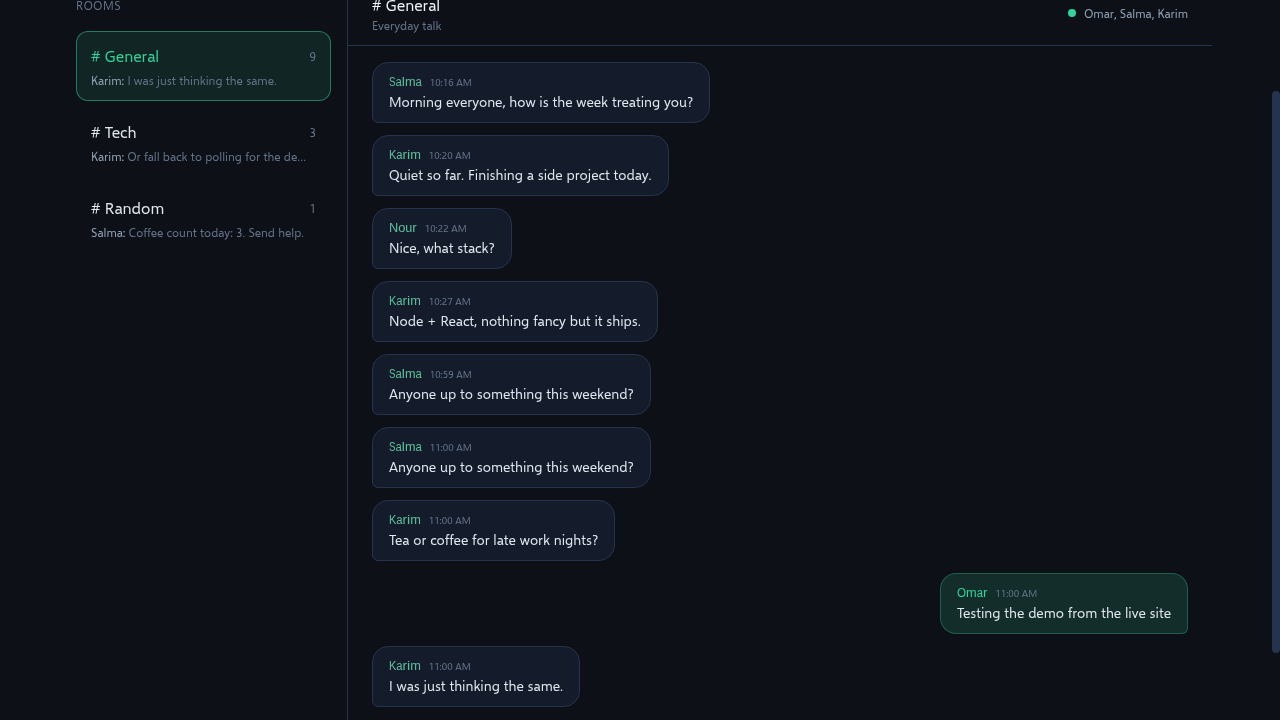 ROOMS
# General
9
Karim: I was just thinking the same.
# Tech
3
Karim: Or fall back to polling for the de...
# Random
1
Salma: Coffee count today: 3. Send help.
# General
Everyday talk
Omar, Salma, Karim
Salma 10:16 AM
Morning everyone, how is the week treating you?
Karim 10:20 AM
Quiet so far. Finishing a side project today.
Nour 10:22 AM
Nice, what stack?
Karim 10:27 AM
Node + React, nothing fancy but it ships.
Salma 10:59 AM
Anyone up to something this weekend?
Salma 11:00 AM
Anyone up to something this weekend?
Karim 11:00 AM
Tea or coffee for late work nights?
Omar 11:00 AM
Testing the demo from the live site
Karim 11:00 AM
I was just thinking the same.